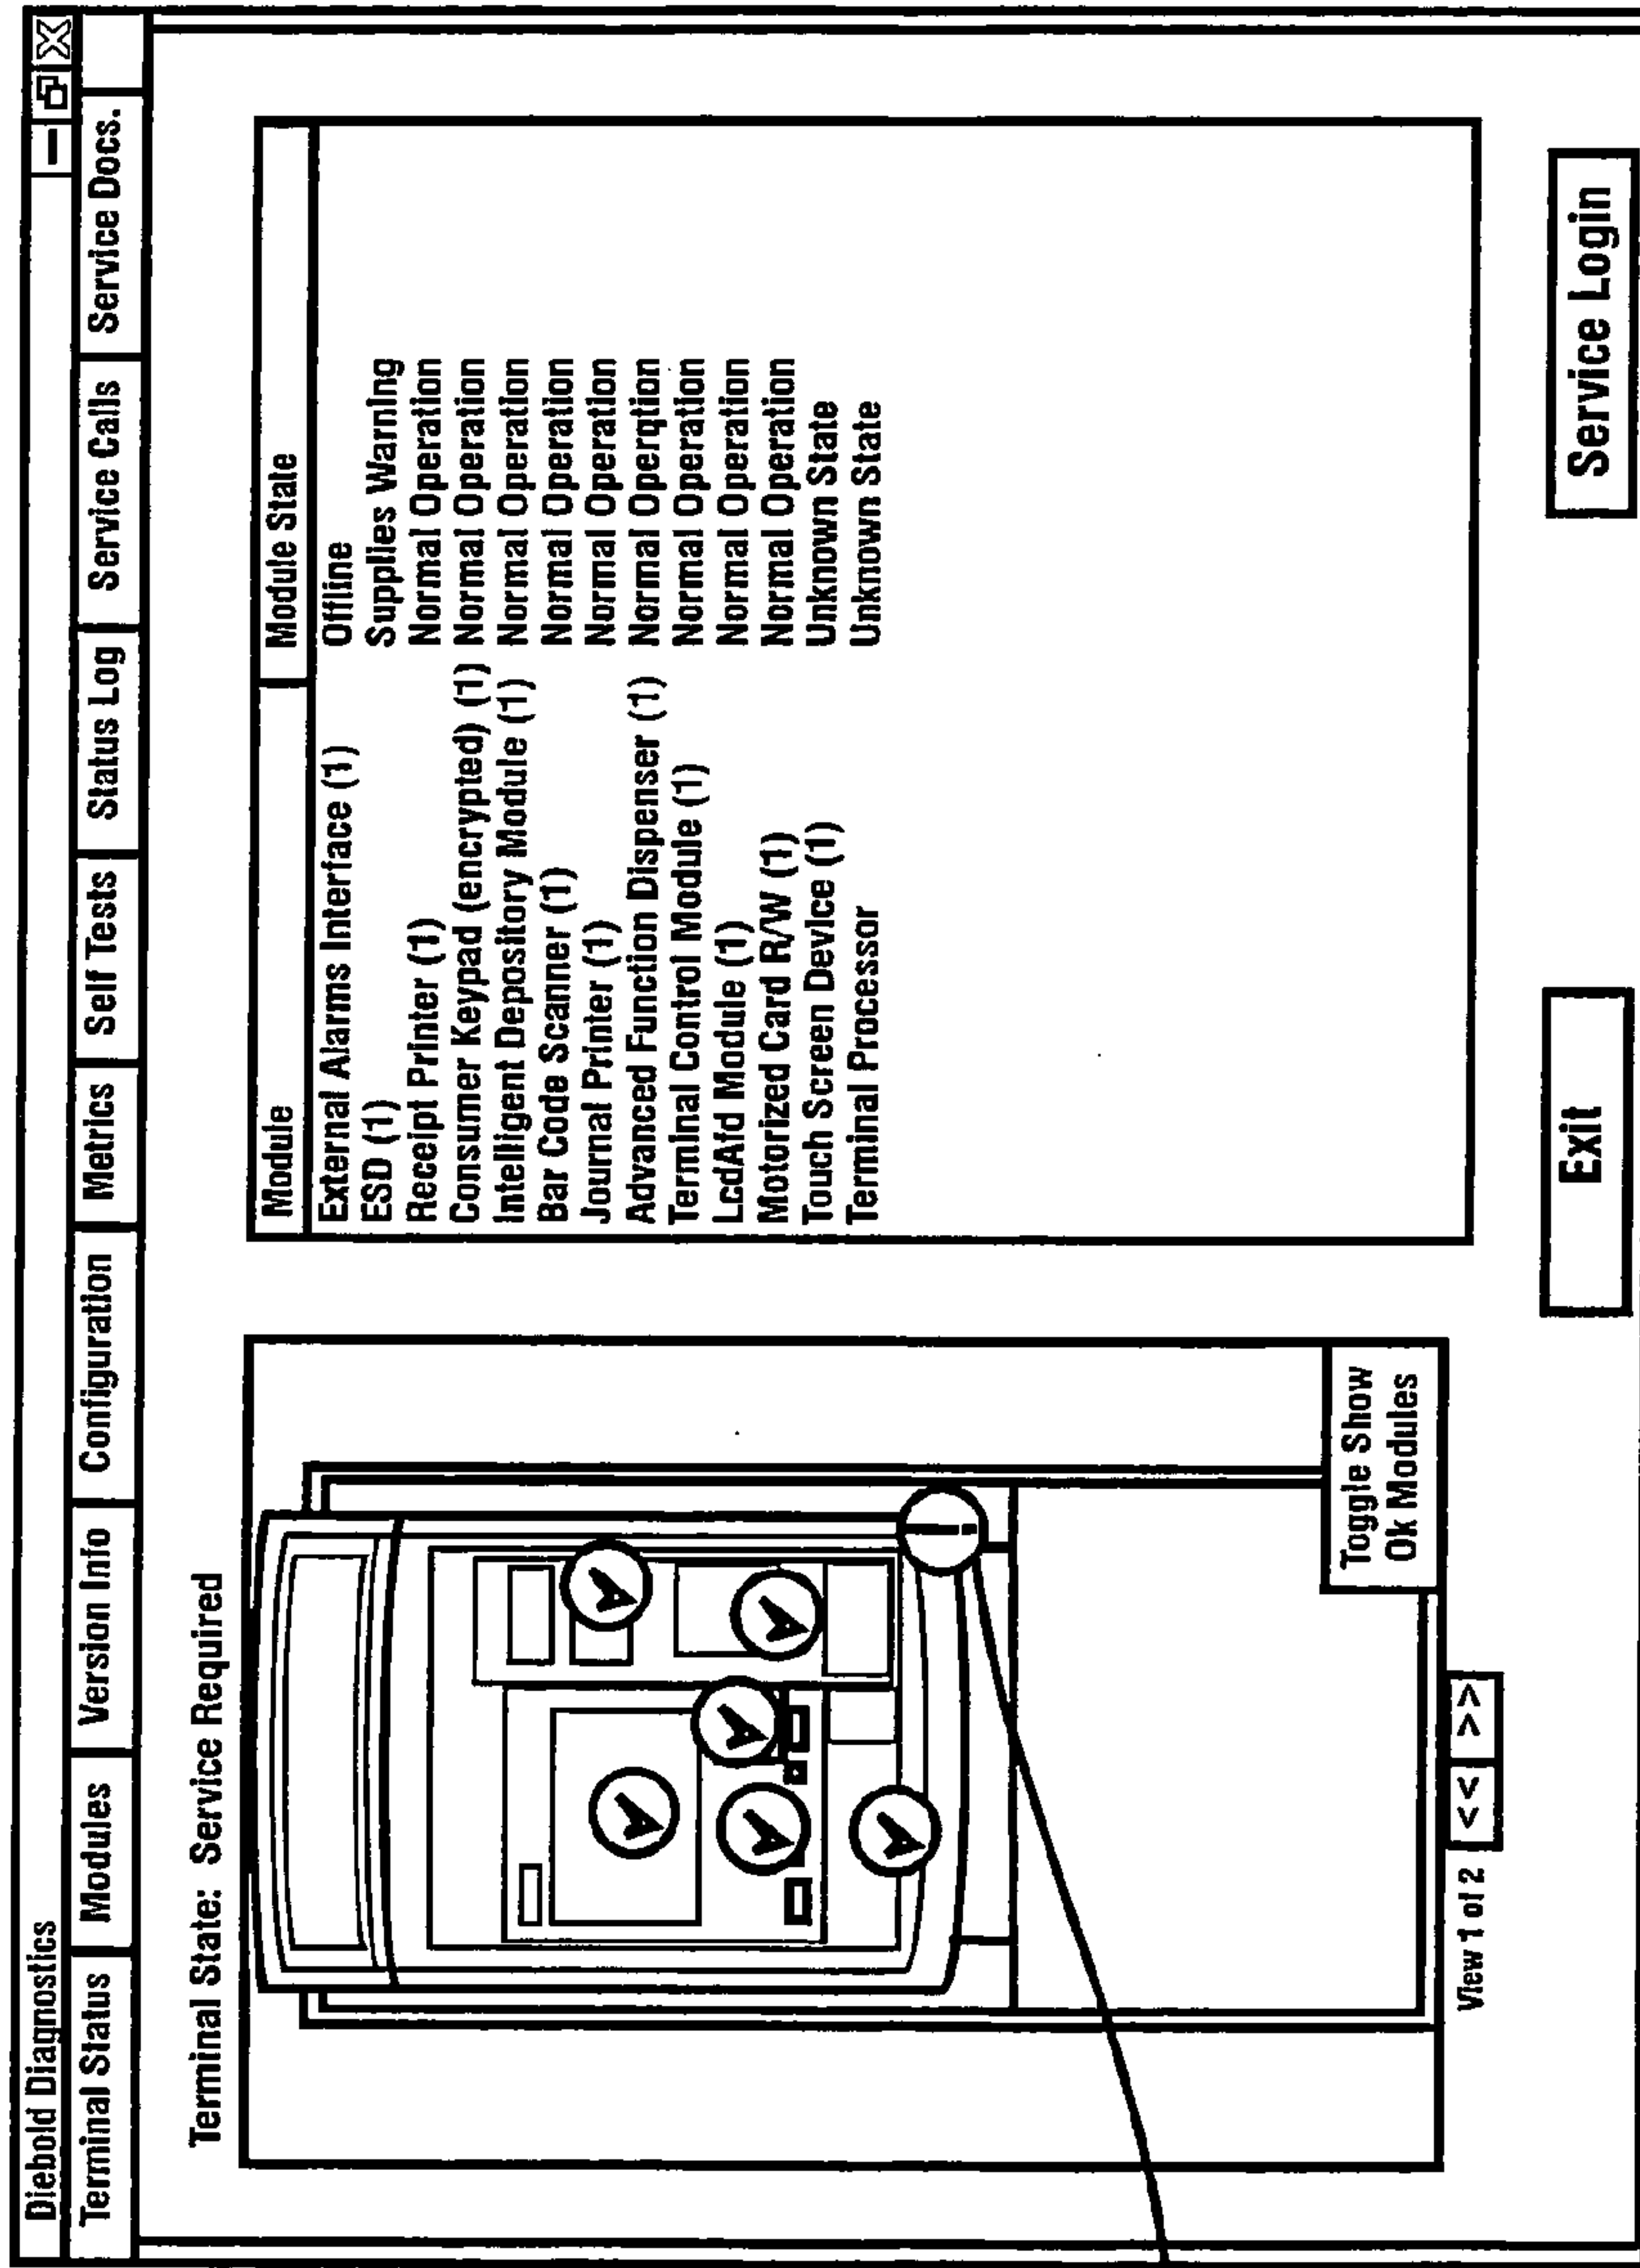 Diebold Diagnostics
Terminal Status Modules Version Info Configuration Metrics Self Tests Status Log Service Calls Service Docs.
Terminal State: Service Required
Toggle Show
Ok Modules
View 1 of 2 << >>
Module Module State
External Alarms Interface (1) Offline
ESD (1) Supplies Warning
Receipt Printer (1) Normal Operation
Consumer Keypad (encrypted) (1) Normal Operation
Intelligent Depository Module (1) Normal Operation
Bar Code Scanner (1) Normal Operation
Journal Printer (1) Normal Operation
Advanced Function Dispenser (1) Normal Operqtion
Terminal Control Module (1) Normal Operation
LcdAfd Module (1) Normal Operation
Motorized Card R/W (1) Normal Operation
Touch Screen Device (1) Unknown State
Terminal Processor Unknown State
Exit Service Login